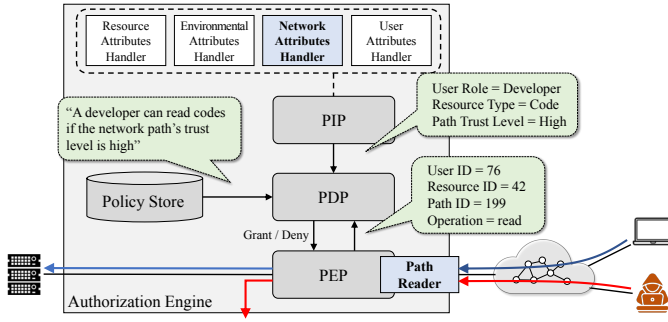 Resource
Attributes
Handler
Environmental
Attributes
Handler
Network
Attributes
Handler
User
Attributes
Handler
User Role = Developer
Resource Type = Code
Path Trust Level = High
"A developer can read codes
if the network path's trust
level is high"
PIP
User ID = 76
Resource ID = 42
Path ID = 199
Operation = read
Policy Store
PDP
Grant / Deny
PEP
Path
Reader
Authorization Engine